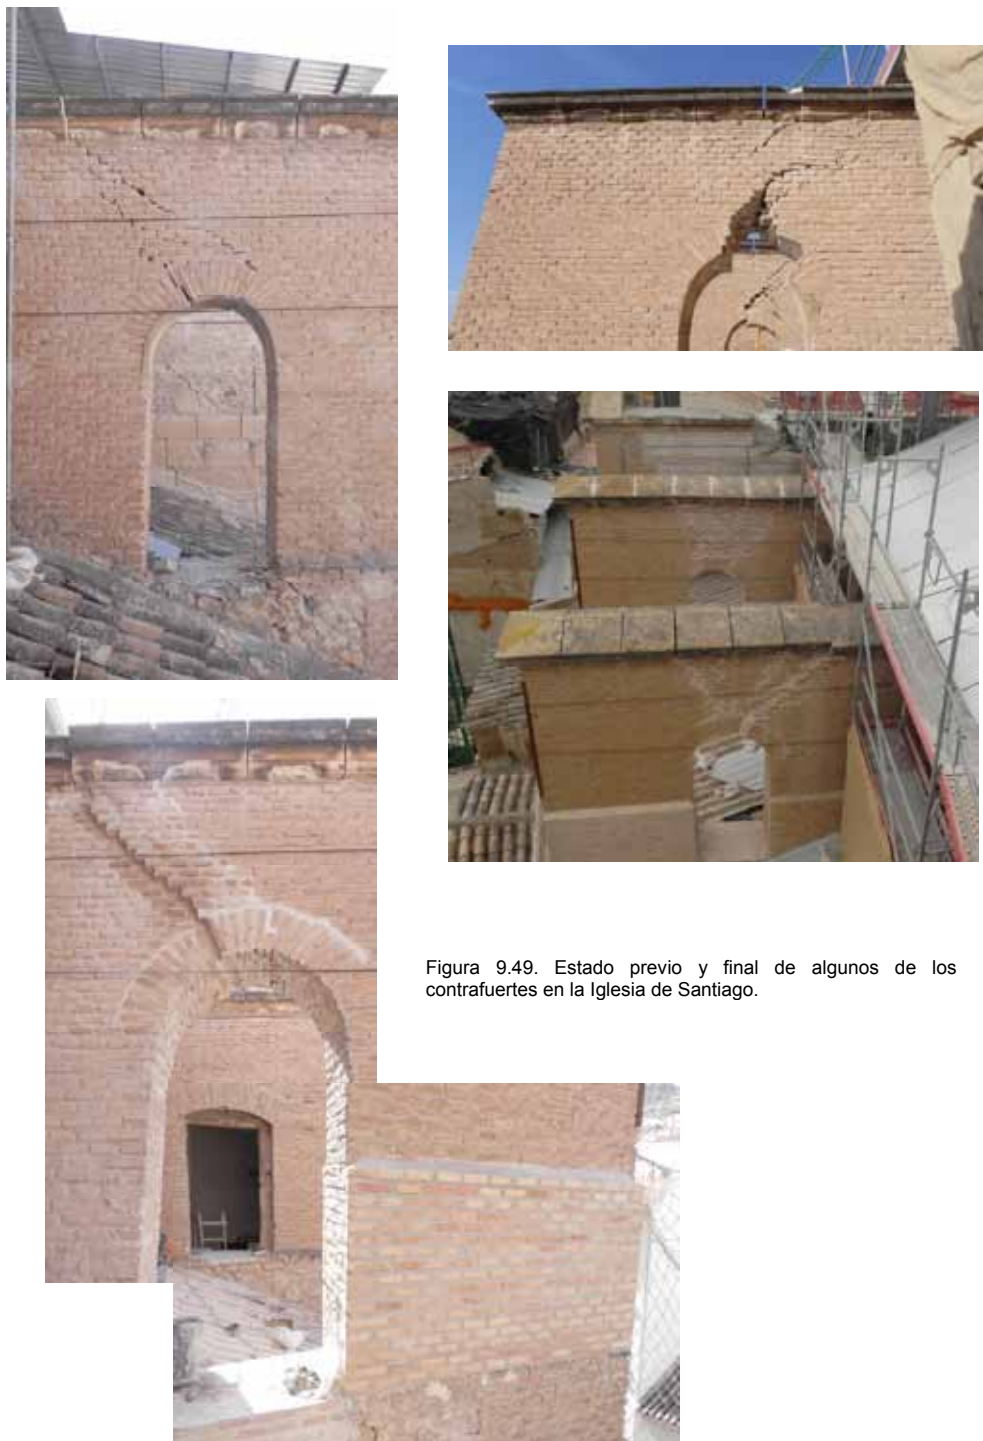 Figura 9.49. Estado previo y final de algunos de los
contrafuertes en la Iglesia de Santiago.